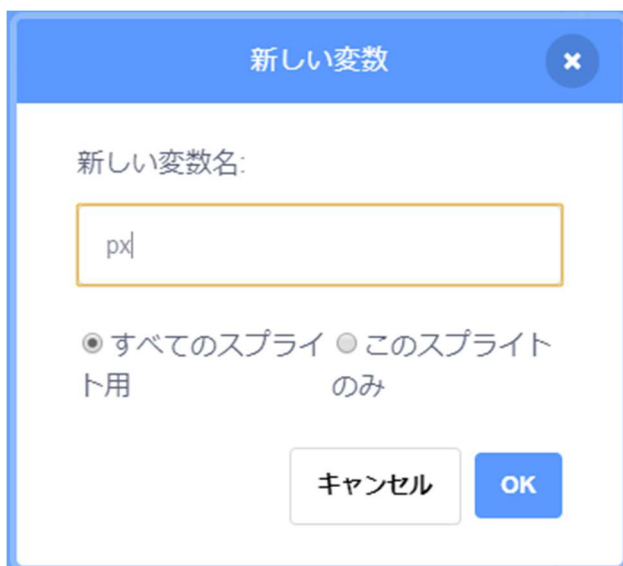 新しい変数
新しい変数名:
px
すべてのスプライ
ト用
このスプライト
のみ
キャンセル
OK